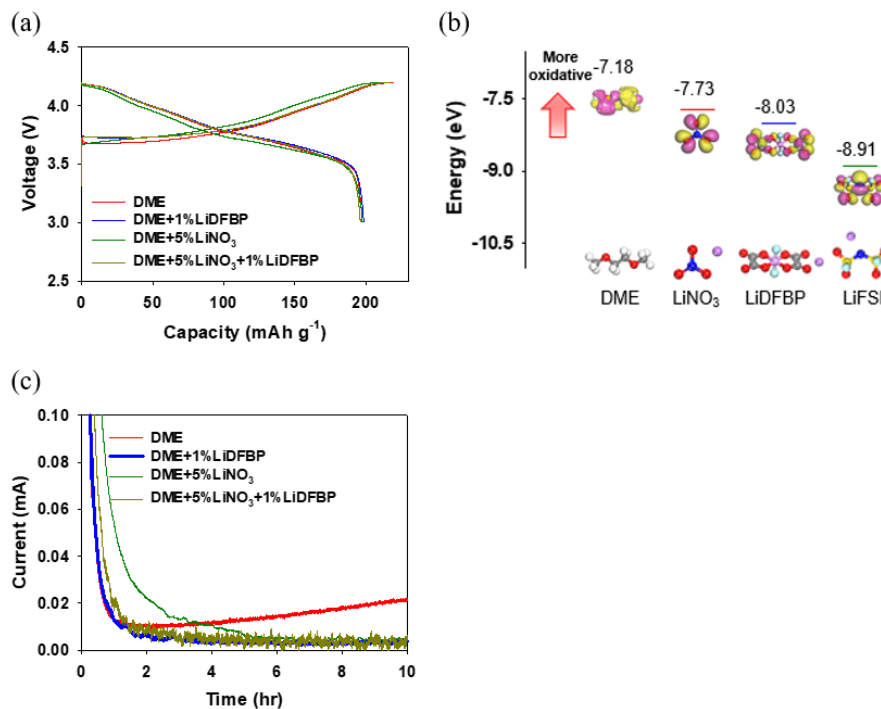 (a)
4.5
4.0
3.5
3.0
2.5
Voltage (V)
DME
DME+1%LiDFBP
DME+5%LiNO₃
DME+5%LiNO₃+1%LiDFBP
0
50
100
150
200
Capacity (mAh g⁻¹)
(b)
More
oxidative
-7.18
-7.73
-8.03
-8.91
-7.5
-9.0
-10.5
Energy (eV)
DME
LiNO₃
LiDFBP
LiFSI
(c)
0.10
0.08
0.06
0.04
0.02
0.00
Current (mA)
DME
DME+1%LiDFBP
DME+5%LiNO₃
DME+5%LiNO₃+1%LiDFBP
0
2
4
6
8
10
Time (hr)